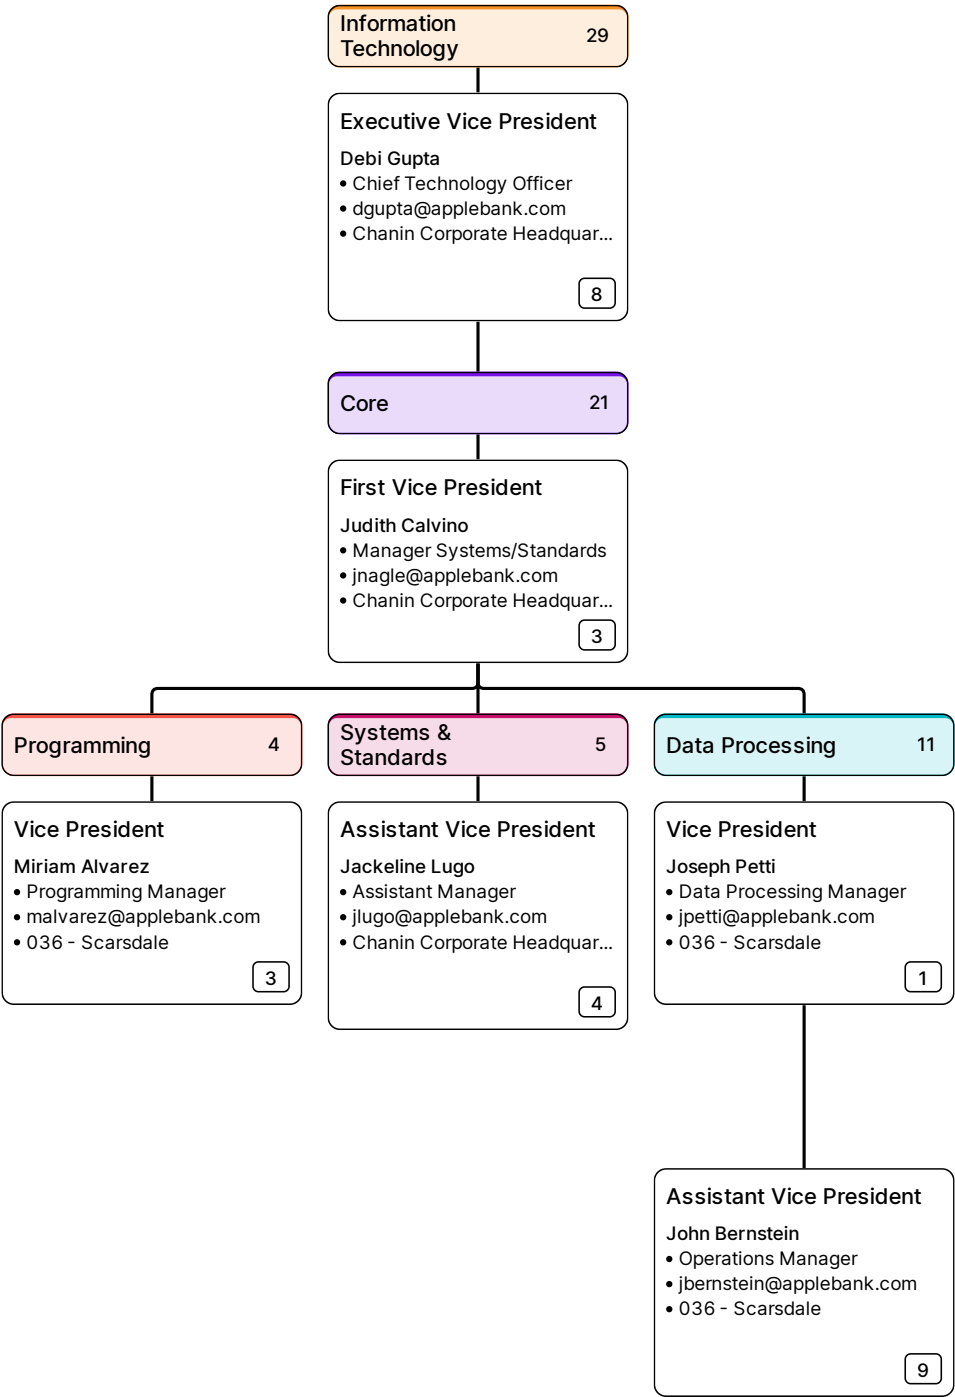 Information
Technology
29
Executive Vice President
Debi Gupta
• Chief Technology Officer
• dgupta@applebank.com
• Chanin Corporate Headquar...
8
Core
21
First Vice President
Judith Calvino
• Manager Systems/Standards
• jnagle@applebank.com
• Chanin Corporate Headquar...
3
Programming
4
Vice President
Miriam Alvarez
• Programming Manager
• malvarez@applebank.com
• 036 - Scarsdale
3
Systems &
Standards
5
Assistant Vice President
Jackeline Lugo
• Assistant Manager
• jlugo@applebank.com
• Chanin Corporate Headquar...
4
Data Processing
11
Vice President
Joseph Petti
• Data Processing Manager
• jpetti@applebank.com
• 036 - Scarsdale
1
Assistant Vice President
John Bernstein
• Operations Manager
• jbernstein@applebank.com
• 036 - Scarsdale
9